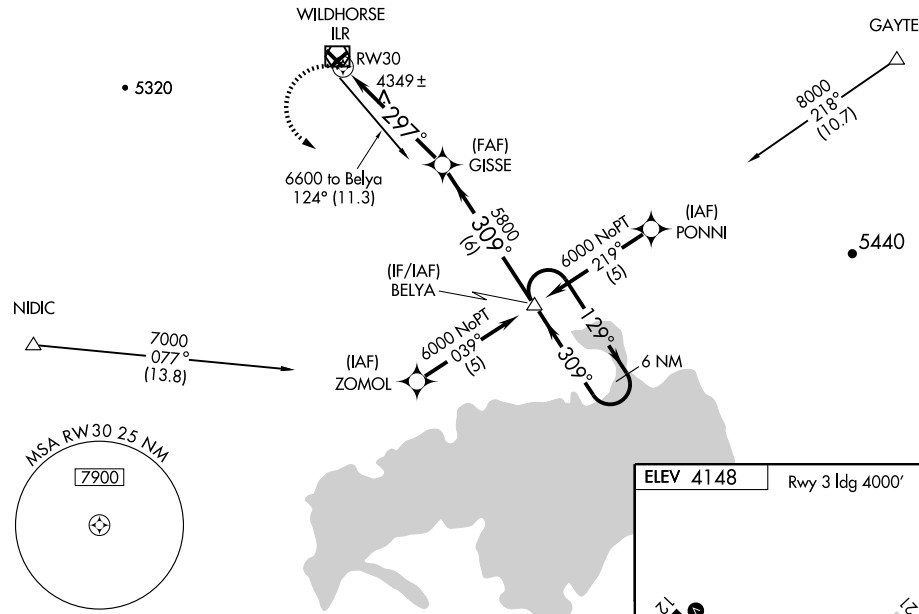 WILDHORSE
ILR
RW30
GAYTE
5320
4349 ±
8000
218°
(10.7)
297°
(FAF)
GISSE
6600 to Belya
124° (11.3)
5800
309°
(6)
6000 NoPT
219°
(5)
(IAF)
PONNI
5440
(IF/IAF)
BELYA
NIDIC
7000
077°
(13.8)
6000 NoPT
039°
(5)
(IAF)
ZOMOL
129°
309°
6 NM
MSA RW30 25 NM
7900
ELEV 4148
Rwy 3 ldg 4000'
12
V
21